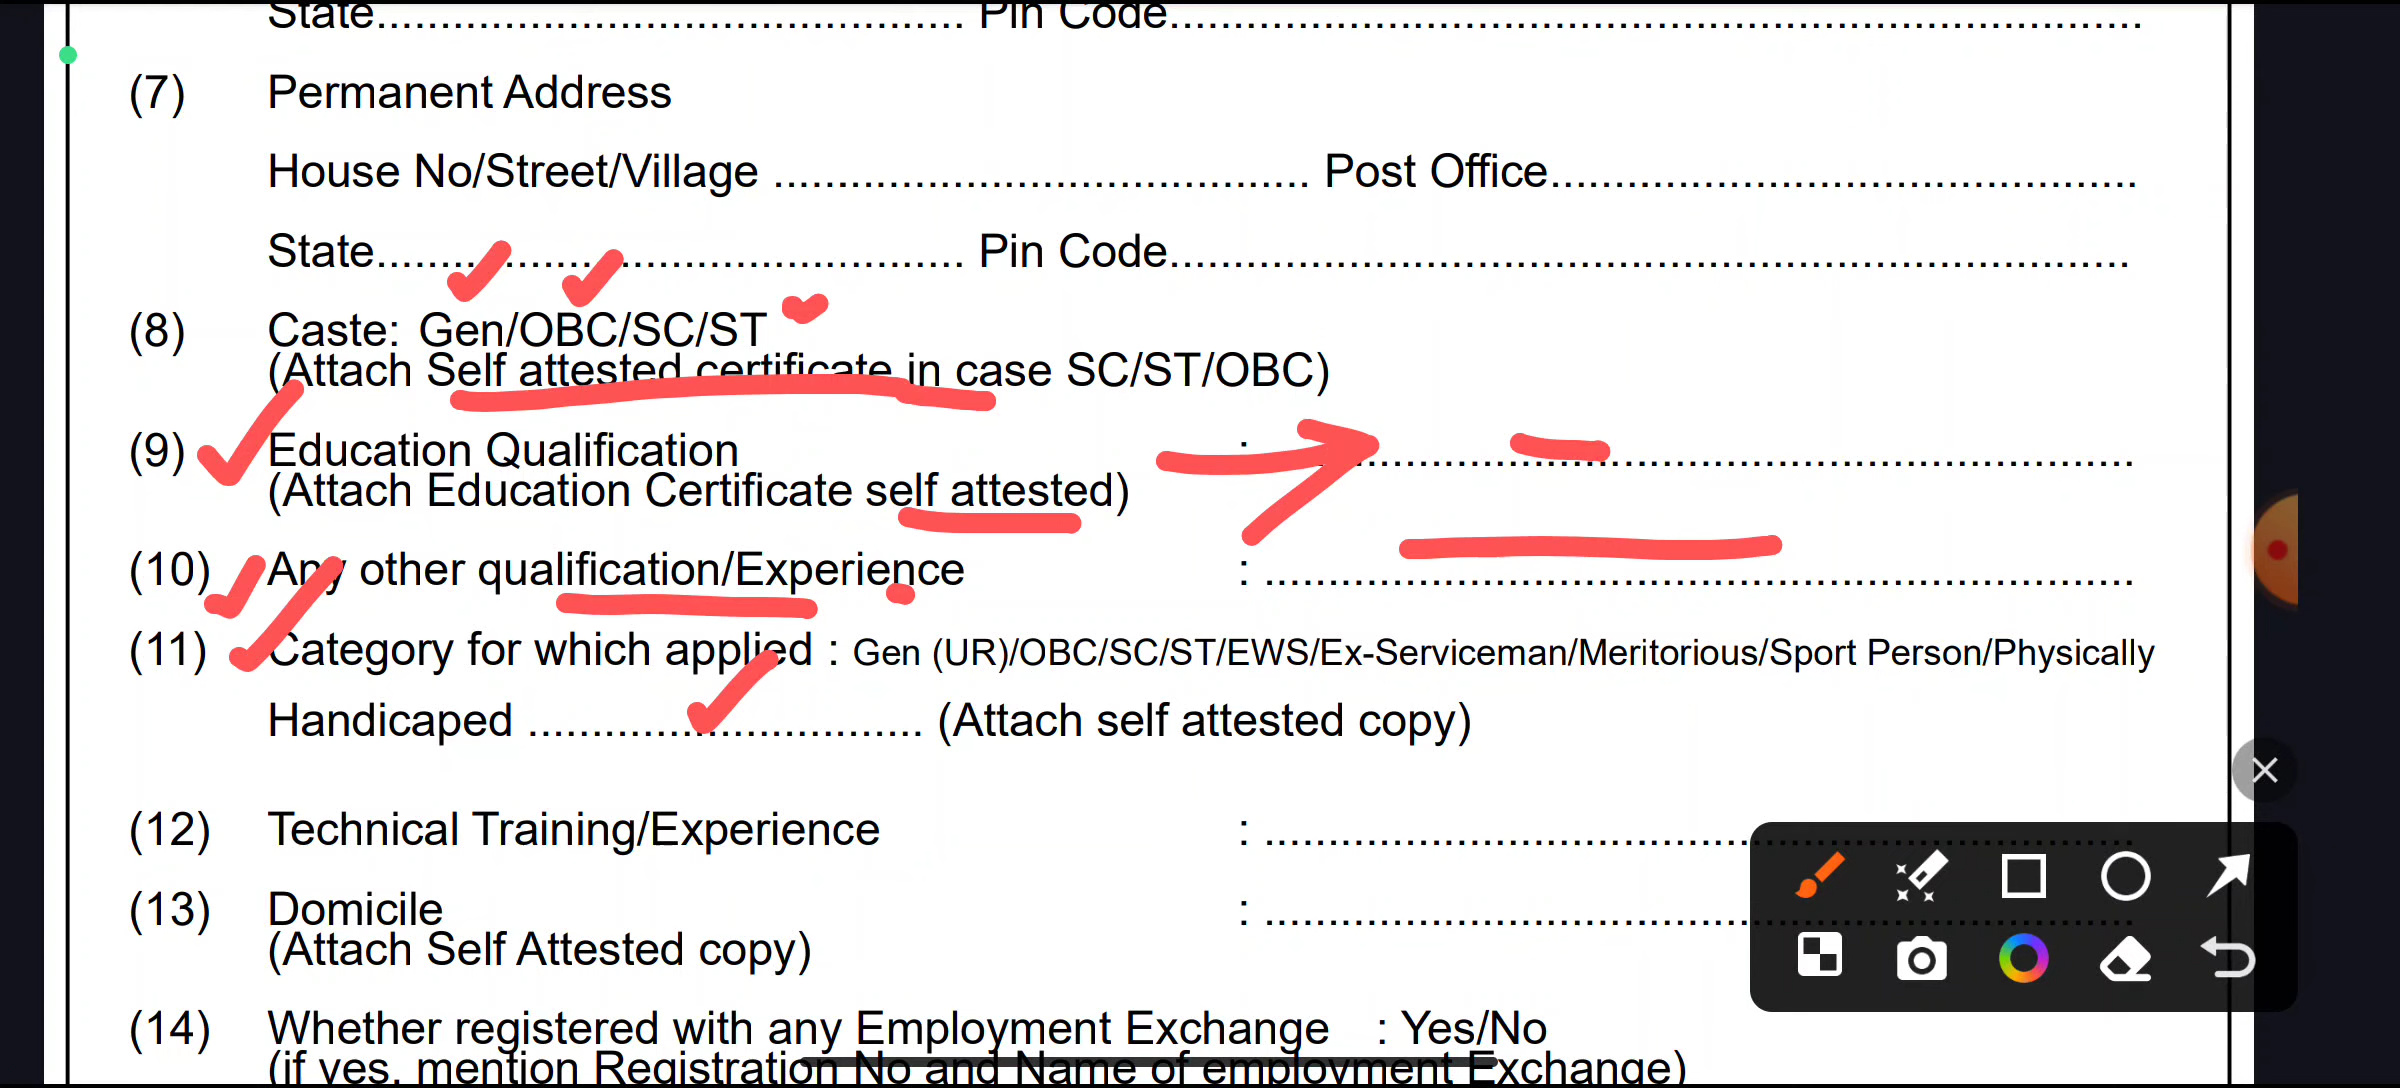 State.............................................. Pin Code............................................................................
(7) Permanent Address
House No/Street/Village .......................................... Post Office..............................................
State.............................................. Pin Code...........................................................................
(8) Caste: Gen/OBC/SC/ST
(Attach Self attested certificate in case SC/ST/OBC)
(9) Education Qualification : ....................................................................
(Attach Education Certificate self attested)
(10) Any other qualification/Experience : ....................................................................
(11) Category for which applied : Gen (UR)/OBC/SC/ST/EWS/Ex-Serviceman/Meritorious/Sport Person/Physically
Handicaped ............................... (Attach self attested copy)
(12) Technical Training/Experience : ....................................................................
(13) Domicile : ....................................................................
(Attach Self Attested copy)
(14) Whether registered with any Employment Exchange : Yes/No
(if yes, mention Registration No and Name of employment Exchange)